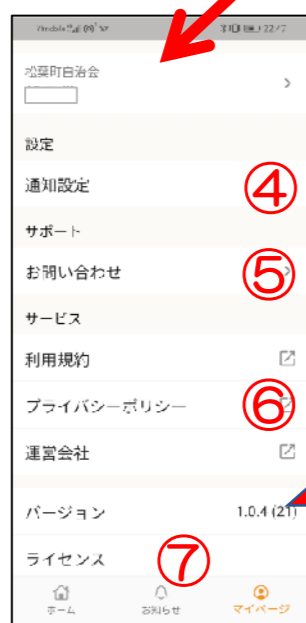 22:47
松葉町自治会
設定
通知設定
④
サポート
お問い合わせ
⑤
サービス
利用規約
プライバシーポリシー
⑥
運営会社
バージョン 1.0.4 (21)
ライセンス
⑦
ホーム お知らせ マイページ